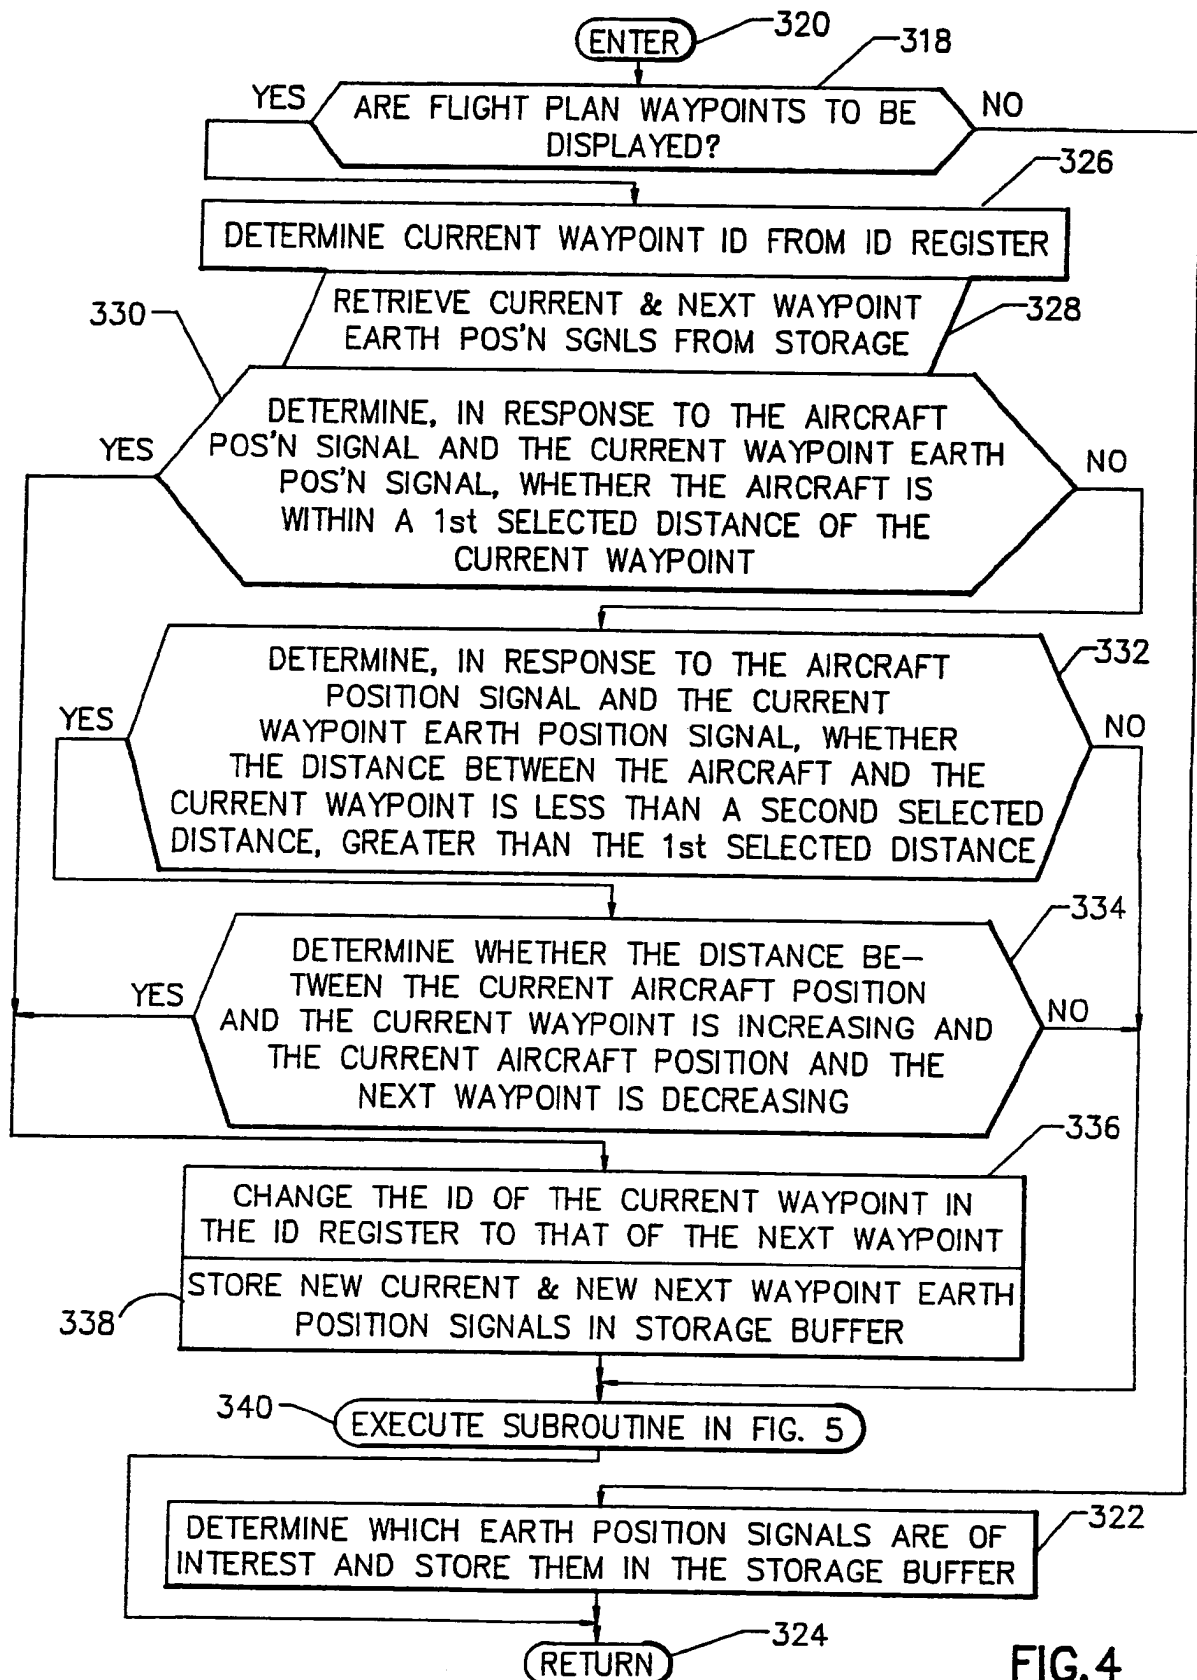 320
ENTER
318
YES
ARE FLIGHT PLAN WAYPOINTS TO BE
DISPLAYED?
NO
326
DETERMINE CURRENT WAYPOINT ID FROM ID REGISTER
RETRIEVE CURRENT & NEXT WAYPOINT
EARTH POS'N SGNLS FROM STORAGE
328
330
DETERMINE, IN RESPONSE TO THE AIRCRAFT
POS'N SIGNAL AND THE CURRENT WAYPOINT EARTH
POS'N SIGNAL, WHETHER THE AIRCRAFT IS
WITHIN A 1st SELECTED DISTANCE OF THE
CURRENT WAYPOINT
YES
NO
332
DETERMINE, IN RESPONSE TO THE AIRCRAFT
POSITION SIGNAL AND THE CURRENT
WAYPOINT EARTH POSITION SIGNAL, WHETHER
THE DISTANCE BETWEEN THE AIRCRAFT AND THE
CURRENT WAYPOINT IS LESS THAN A SECOND SELECTED
DISTANCE, GREATER THAN THE 1st SELECTED DISTANCE
YES
NO
334
DETERMINE WHETHER THE DISTANCE BE-
TWEEN THE CURRENT AIRCRAFT POSITION
AND THE CURRENT WAYPOINT IS INCREASING AND
THE CURRENT AIRCRAFT POSITION AND THE
NEXT WAYPOINT IS DECREASING
YES
NO
336
CHANGE THE ID OF THE CURRENT WAYPOINT IN
THE ID REGISTER TO THAT OF THE NEXT WAYPOINT
STORE NEW CURRENT & NEW NEXT WAYPOINT EARTH
POSITION SIGNALS IN STORAGE BUFFER
338
340
EXECUTE SUBROUTINE IN FIG. 5
DETERMINE WHICH EARTH POSITION SIGNALS ARE OF
INTEREST AND STORE THEM IN THE STORAGE BUFFER
322
324
RETURN
FIG. 4